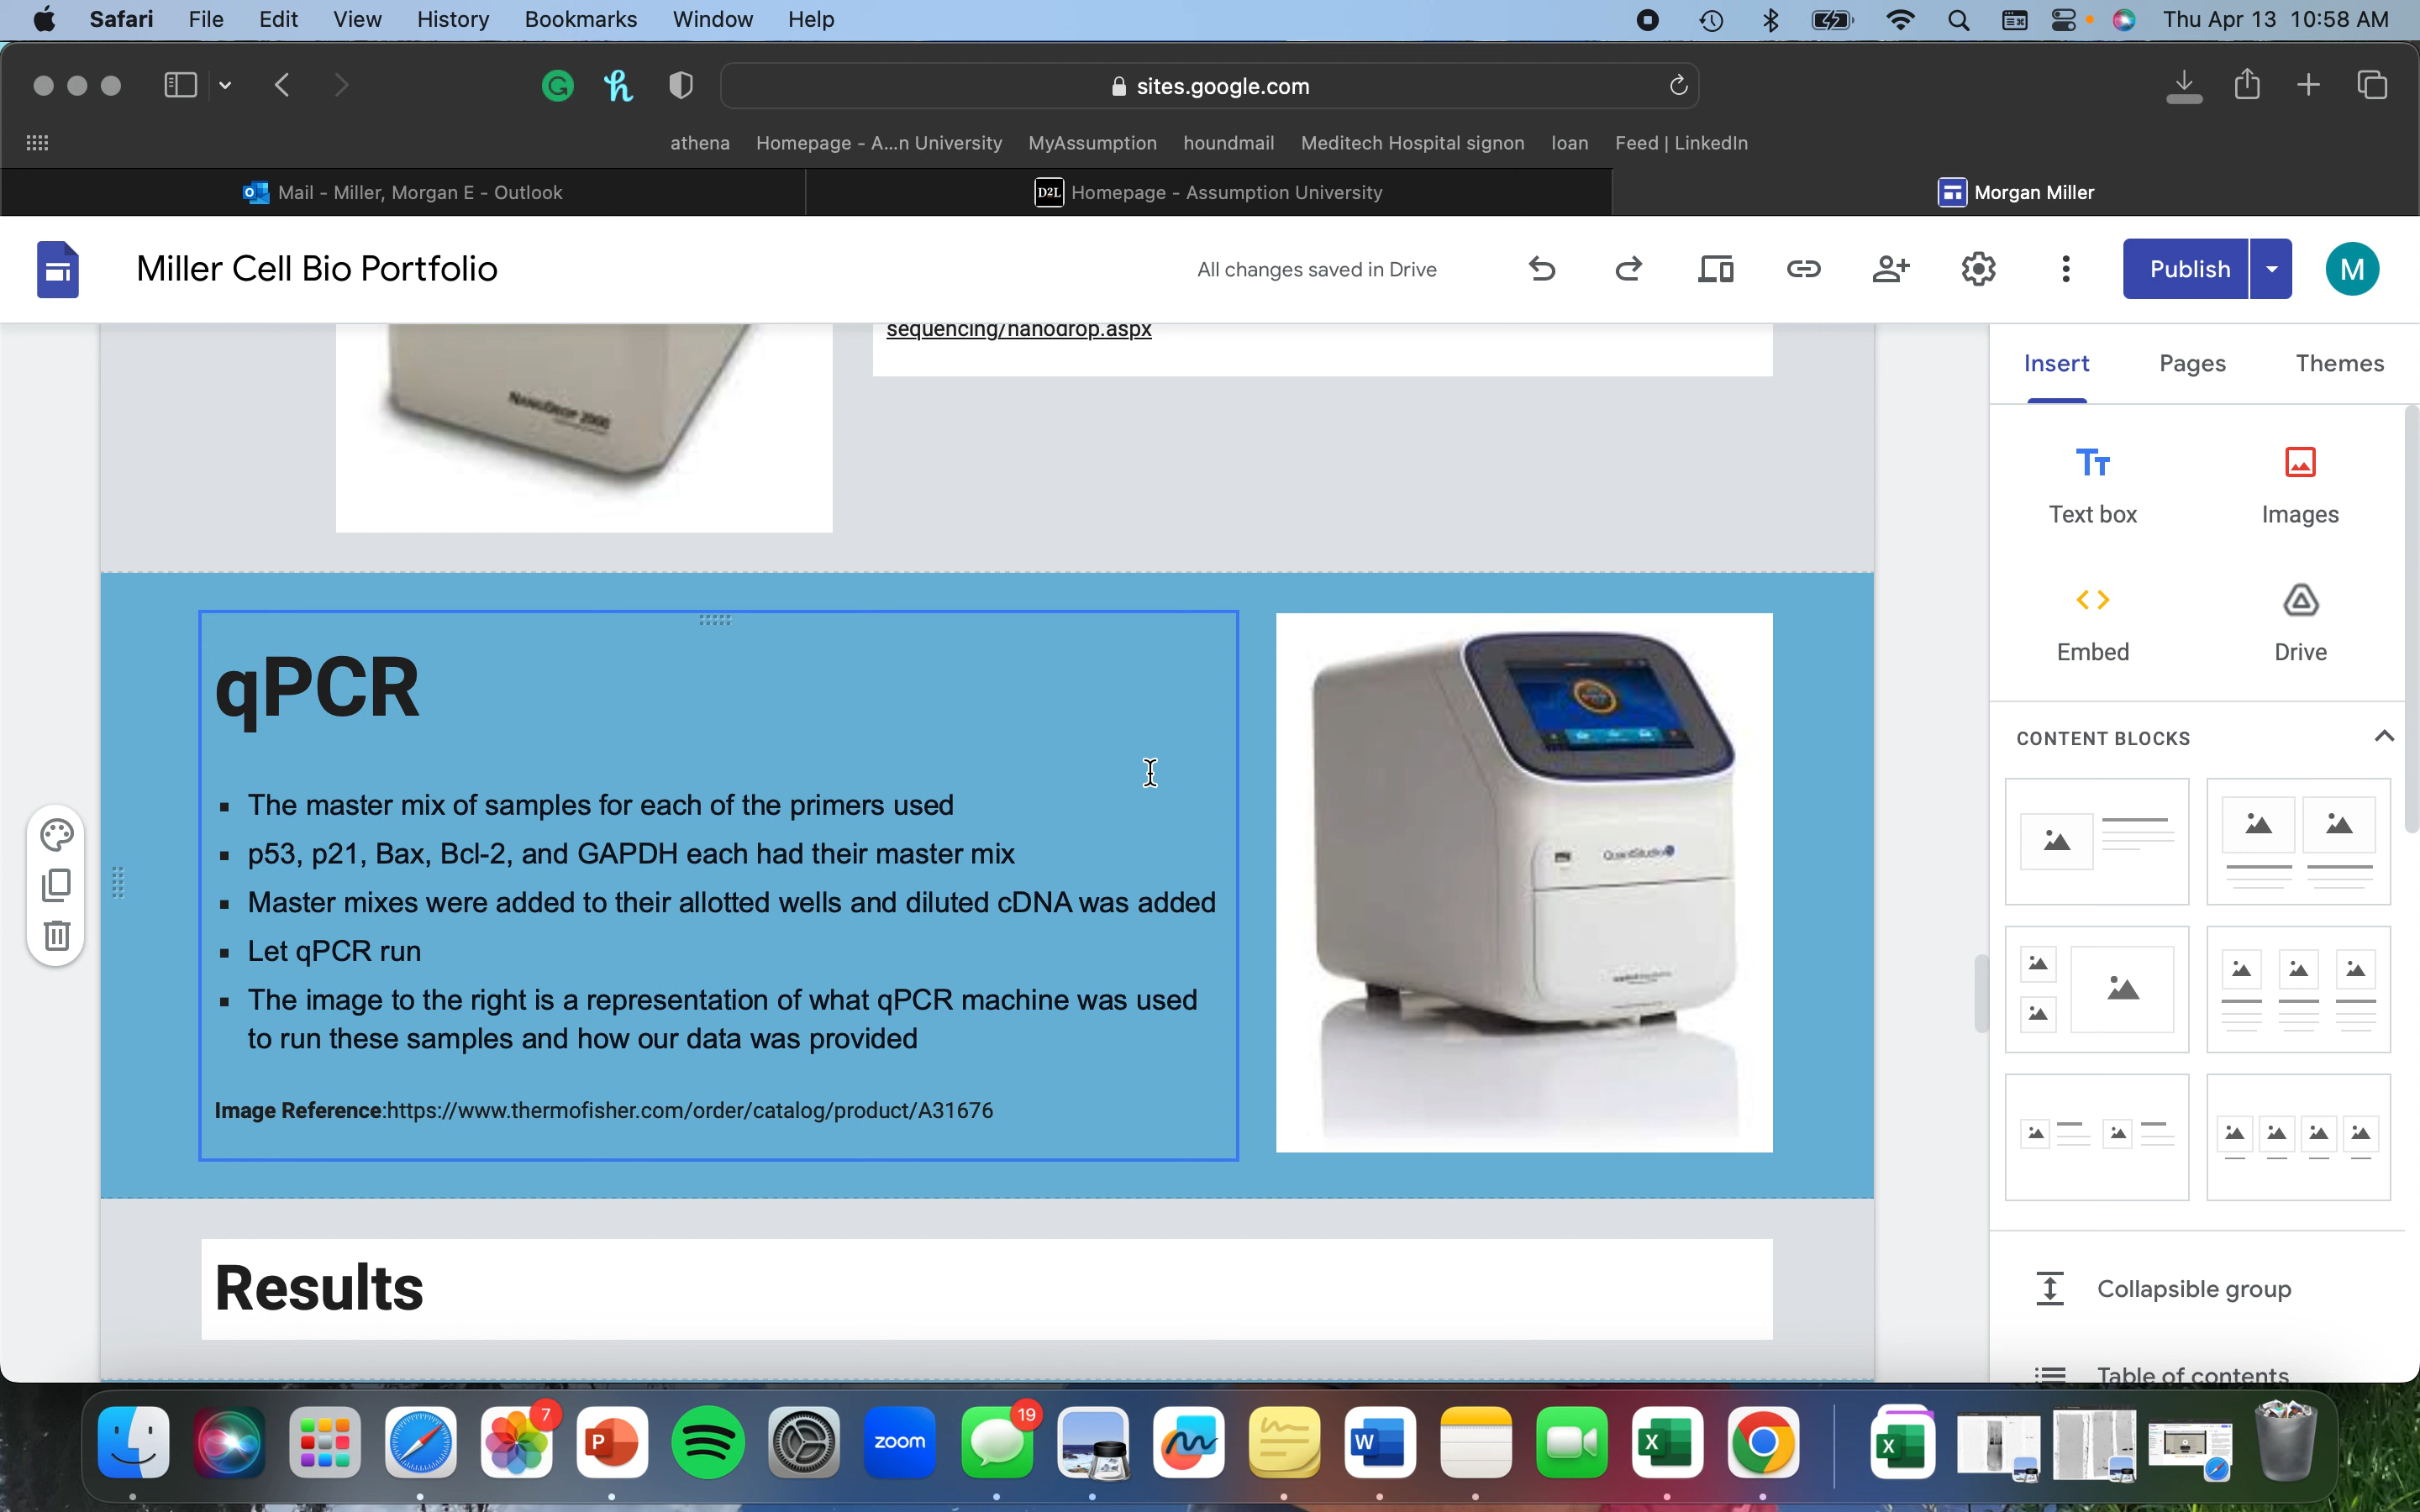 Safari File Edit View History Bookmarks Window Help Thu Apr 13 10:58 AM
sites.google.com
athena Homepage - A...n University MyAssumption houndmail Meditech Hospital signon loan Feed | LinkedIn
Mail - Miller, Morgan E - Outlook D2L Homepage - Assumption University Morgan Miller
Miller Cell Bio Portfolio All changes saved in Drive Publish M
sequencing/nanodrop.aspx
Insert Pages Themes
NANODROP 2000
Text box Images
Embed Drive
qPCR
CONTENT BLOCKS
▪ The master mix of samples for each of the primers used
▪ p53, p21, Bax, Bcl-2, and GAPDH each had their master mix
QuantStudio
▪ Master mixes were added to their allotted wells and diluted cDNA was added
▪ Let qPCR run
▪ The image to the right is a representation of what qPCR machine was used
to run these samples and how our data was provided
Image Reference:https://www.thermofisher.com/order/catalog/product/A31676
Results
Collapsible group
Table of contents
7
19
P
zoom
W
X
X